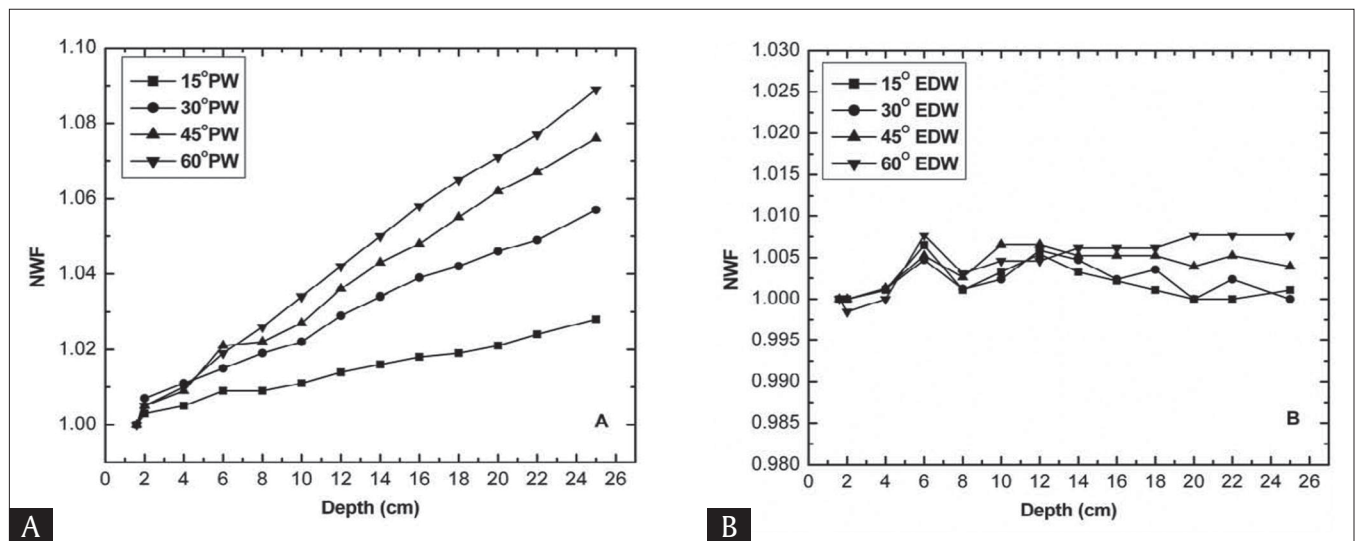 1.10
1.08
1.06
1.04
1.02
1.00
NWF
15°PW
30°PW
45°PW
60°PW
A
0 2 4 6 8 10 12 14 16 18 20 22 24 26
Depth (cm)
A
1.030
1.025
1.020
1.015
1.010
1.005
1.000
0.995
0.990
0.985
0.980
NWF
15° EDW
30° EDW
45° EDW
60° EDW
B
0 2 4 6 8 10 12 14 16 18 20 22 24 26
Depth (cm)
B